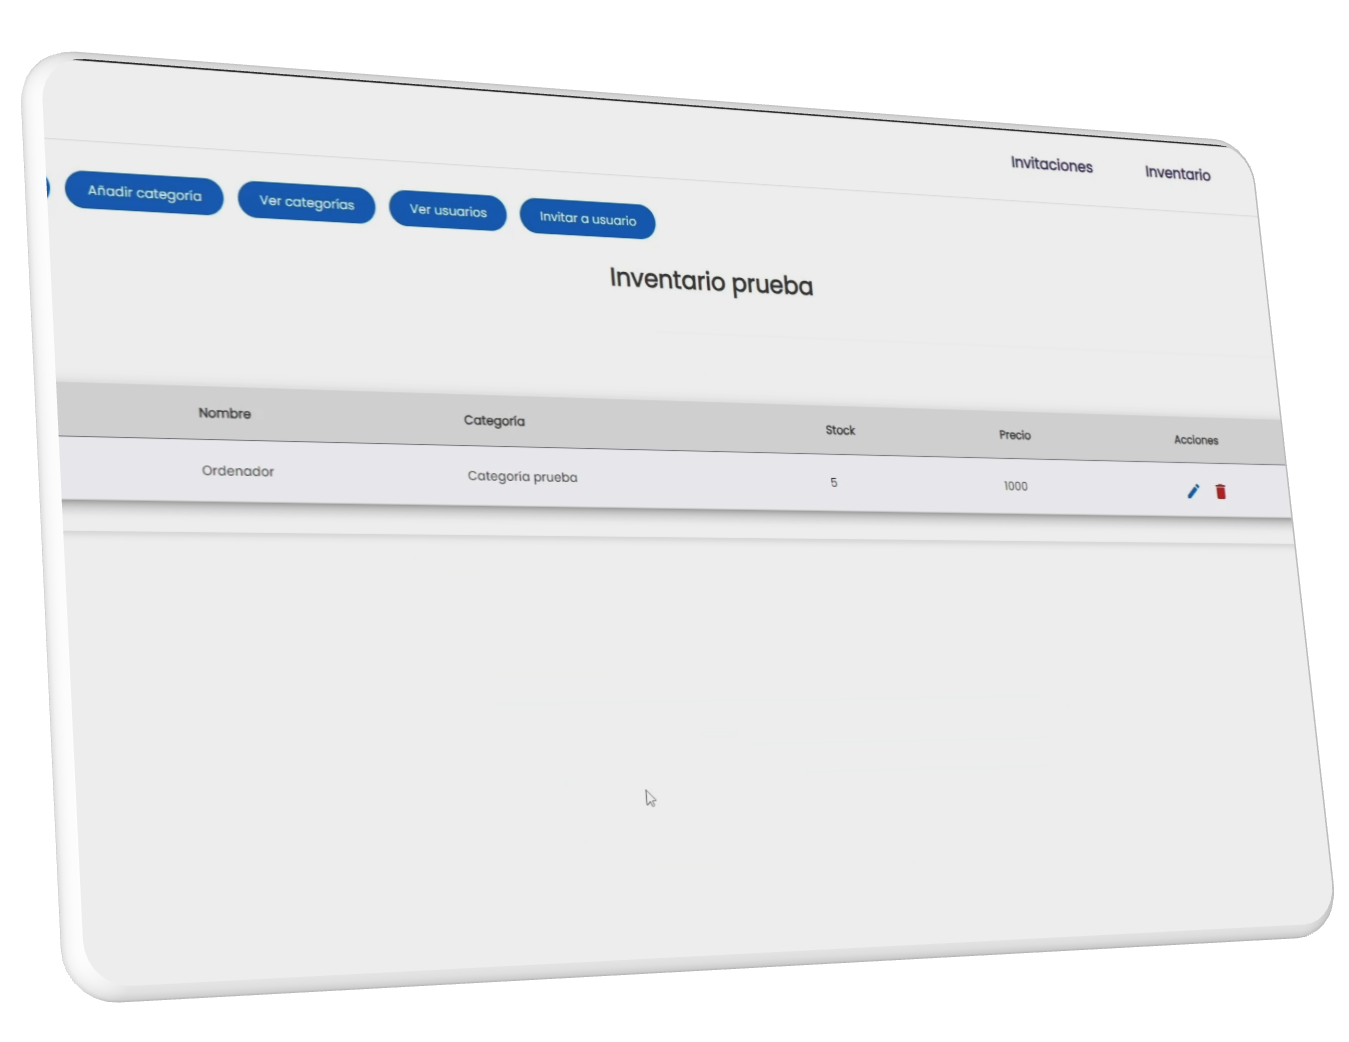 Invitaciones Inventario
Añadir categoría Ver categorías Ver usuarios Invitar a usuario
Inventario prueba
Nombre Categoría Stock Precio Acciones
Ordenador Categoría prueba 5 1000